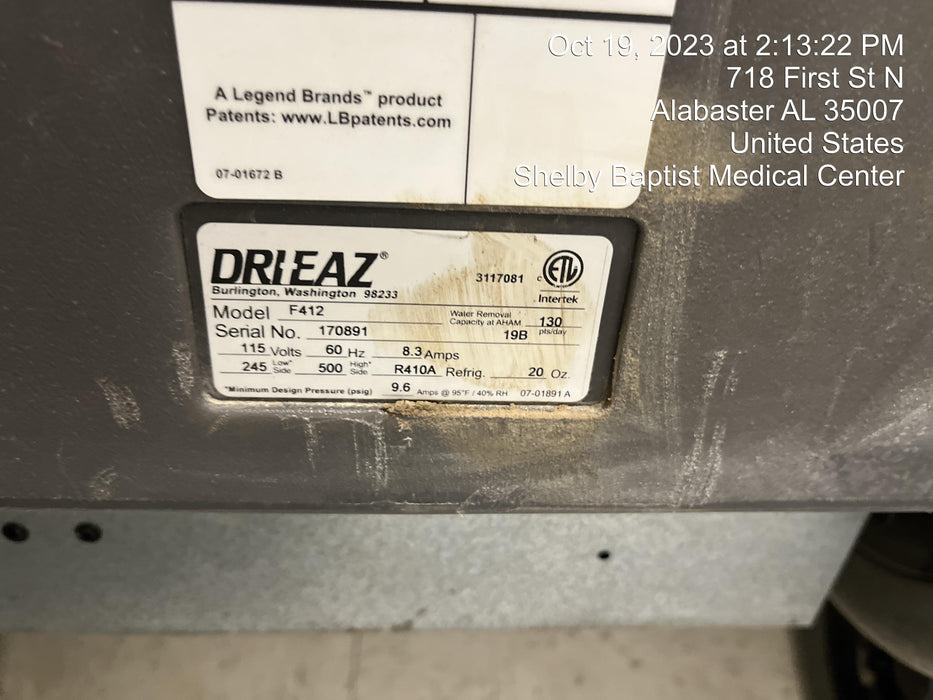 Oct 19, 2023 at 2:13:22 PM
718 First St N
Alabaster AL 35007
United States
Shelby Baptist Medical Center
A Legend Brands™ product
Patents: www.LBpatents.com
07-01672 B
DRIEAZ®
Burlington, Washington 98233
3117081
c ETL
Intertek
Model F412
Water Removal
Capacity at AHAM 130 pts/day
Serial No. 170891
19B
115 Volts 60 Hz 8.3 Amps
245 Low* Side 500 High* Side R410A Refrig. 20 Oz.
*Minimum Design Pressure (psig) 9.6 Amps @ 95°F / 40% RH 07-01891 A